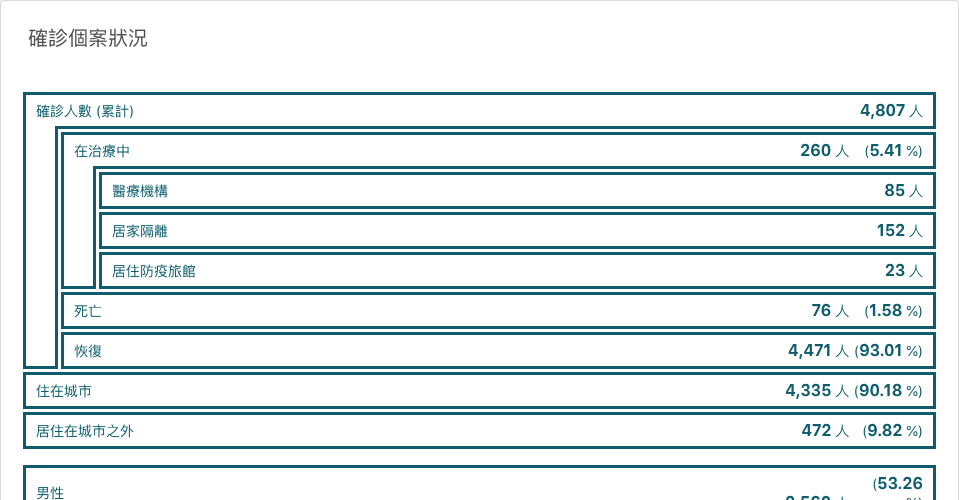 確診個案狀況
確診人數 (累計) 4,807 人
在治療中 260 人 (5.41 %)
醫療機構 85 人
居家隔離 152 人
居住防疫旅館 23 人
死亡 76 人 (1.58 %)
恢復 4,471 人 (93.01 %)
住在城市 4,335 人 (90.18 %)
居住在城市之外 472 人 (9.82 %)
男性 (53.26